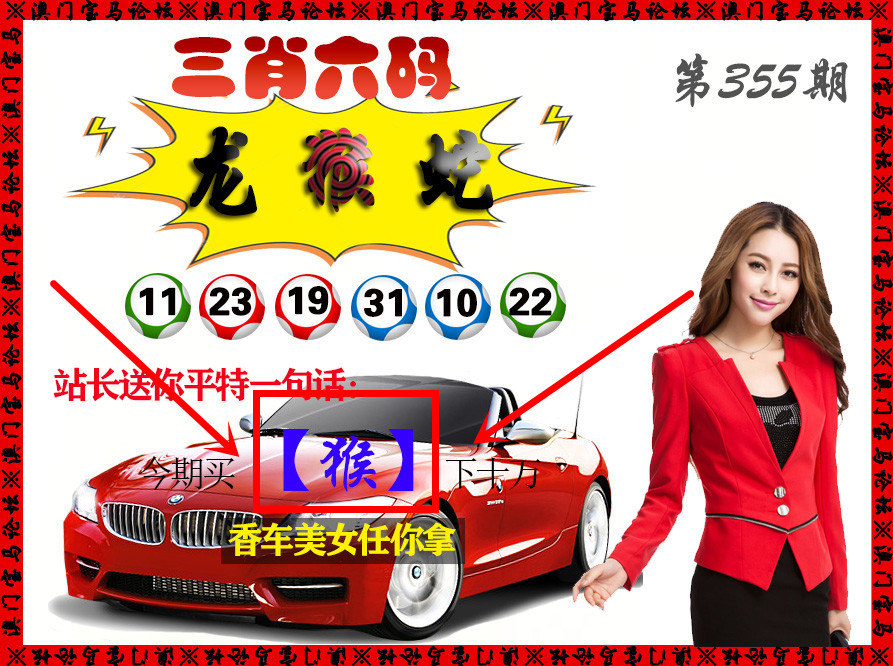 ※澳门宝马论坛※澳门宝马论坛※澳门宝马论坛※澳门宝马论坛※澳门宝马论坛※
三肖六码
第355期
龙 猴 蛇
11 23 19 31 10 22
站长送你平特一句话:
今期买【猴】下十万
香车美女任你拿